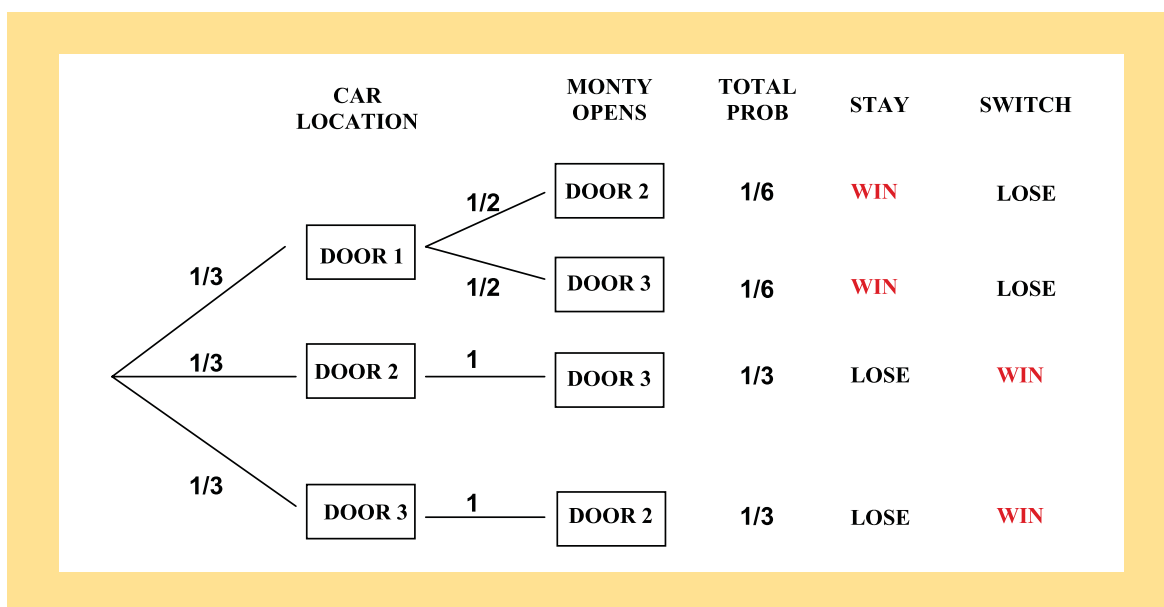 CAR
LOCATION
MONTY
OPENS
TOTAL
PROB
STAY
SWITCH
1/3
DOOR 1
1/2
DOOR 2
1/6
WIN
LOSE
1/2
DOOR 3
1/6
WIN
LOSE
1/3
DOOR 2
1
DOOR 3
1/3
LOSE
WIN
1/3
DOOR 3
1
DOOR 2
1/3
LOSE
WIN